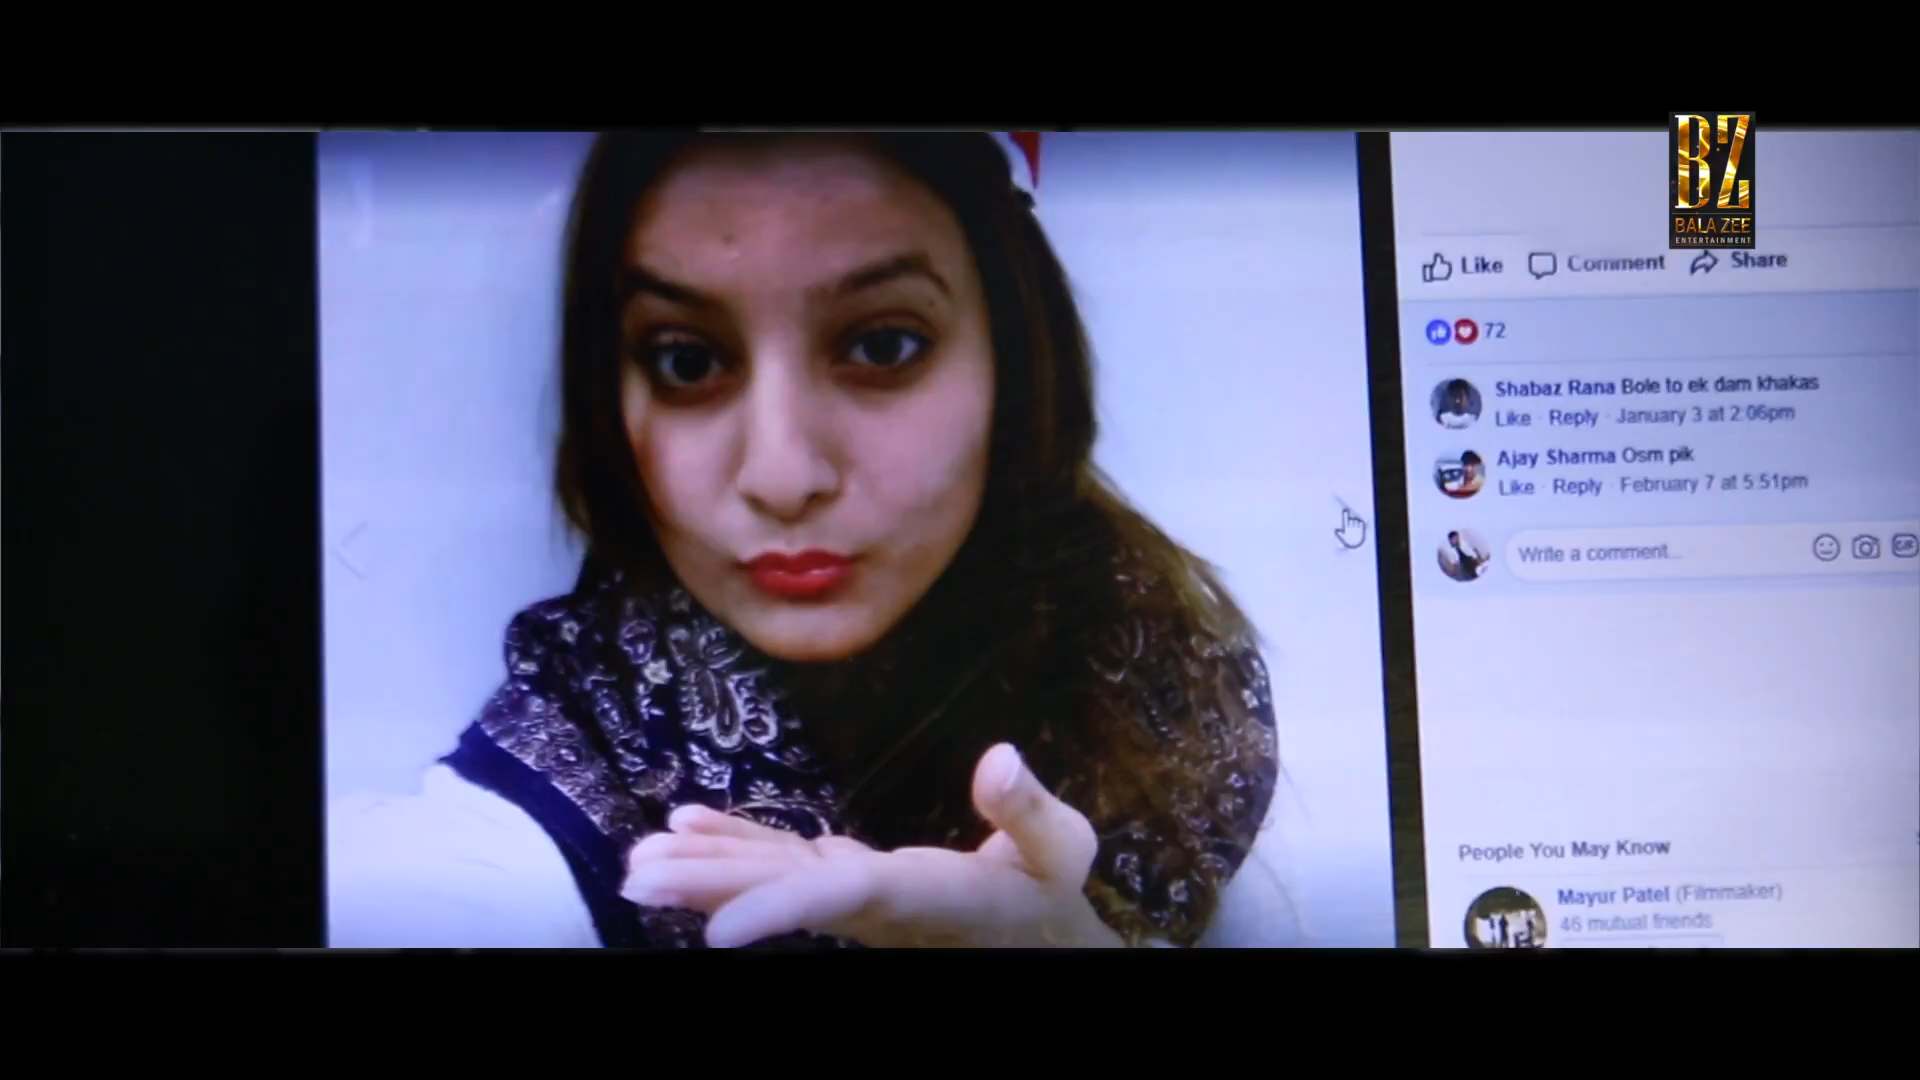 BZ
BALA ZEE
ENTERTAINMENT
Like Comment Share
72
Shabaz Rana Bole to ek dam khakas
Like · Reply · January 3 at 2:06pm
Ajay Sharma Osm pik
Like · Reply · February 7 at 5:51pm
Write a comment...
GIF
People You May Know
Mayur Patel (Filmmaker)
46 mutual friends